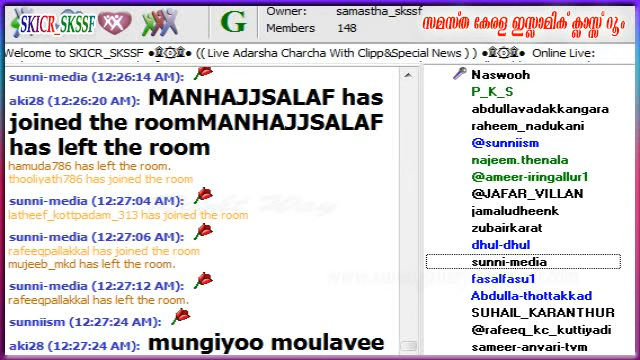 SKICR_SKSSF
G
Owner: samastha_skssf
Members 148
സമസ്ത കേരള ഇസ്ലാമിക് ക്ലാസ്സ് റൂം
Welcome to SKICR_SKSSF ●۩۞۩● (( Live Adarsha Charcha With Clipp&Special News ) ) ●۩۞۩● Online Live:
sunni-media (12:26:14 AM):
aki28 (12:26:20 AM): MANHAJJSALAF has
joined the roomMANHAJJSALAF
has left the room
hamuda786 has left the room.
thooliyath786 has joined the room
sunni-media (12:27:04 AM):
latheef_kottpadam_313 has joined the room
sunni-media (12:27:06 AM):
rafeeqpallakkal has joined the room
mujeeb_mkd has left the room.
sunni-media (12:27:12 AM):
rafeeqpallakkal has left the room.
sunniism (12:27:24 AM):
aki28 (12:27:24 AM): mungiyoo moulavee
Naswooh
P_K_S
abdullavadakkangara
raheem_nadukani
@sunniism
najeem.thenala
@ameer-iringallur1
@JAFAR_VILLAN
jamaludheenk
zubairkarat
dhul-dhul
sunni-media
fasalfasu1
Abdulla-thottakkad
SUHAIL_KARANTHUR
@rafeeq_kc_kuttiyadi
sameer-anvari-tvm